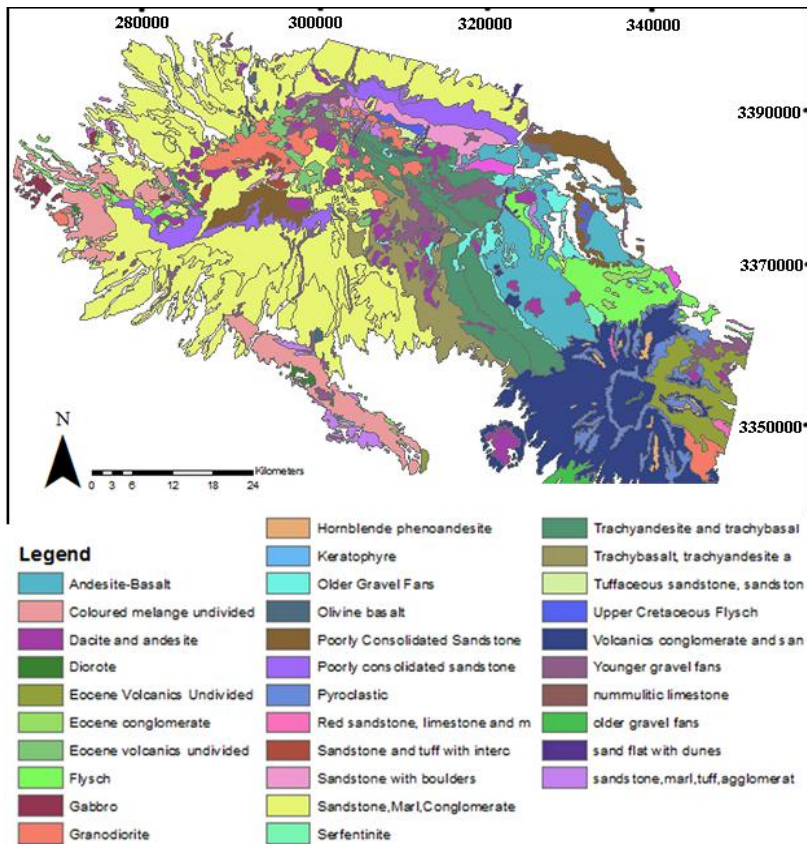 280000 300000 320000 340000
3390000
3370000
3350000
N
Kilometers
0 3 6 12 18 24
Legend
Andesite-Basalt
Coloured melange undivided
Dacite and andesite
Diorote
Eocene Volcanics Undivided
Eocene conglomerate
Eocene volcanics undivided
Flysch
Gabbro
Granodiorite
Hornblende phenoandesite
Keratophyre
Older Gravel Fans
Olivine basalt
Poorly Consolidated Sandstone
Poorly consolidated sandstone
Pyroclastic
Red sandstone, limestone and m
Sandstone and tuff with interc
Sandstone with boulders
Sandstone,Marl,Conglomerate
Serfentinite
Trachyandesite and trachybasal
Trachybasalt, trachyandesite a
Tuffaceous sandstone, sandston
Upper Cretaceous Flysch
Volcanics conglomerate and san
Younger gravel fans
nummulitic limestone
older gravel fans
sand flat with dunes
sandstone,marl,tuff,agglomerat